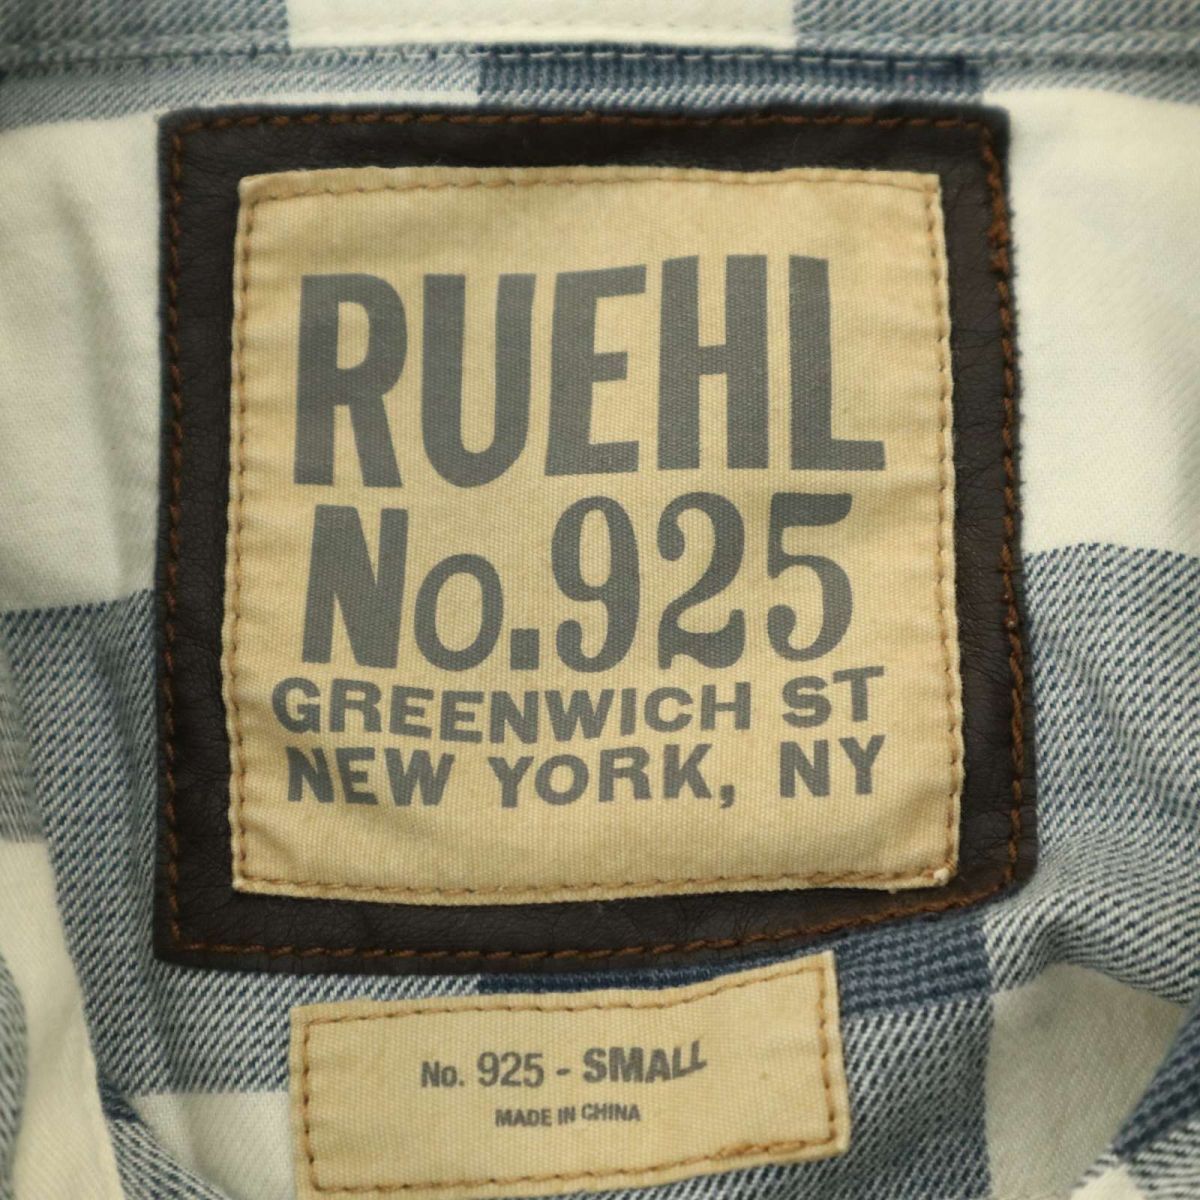 RUEHL
No.925
GREENWICH ST
NEW YORK, NY
No. 925 - SMALL
MADE IN CHINA